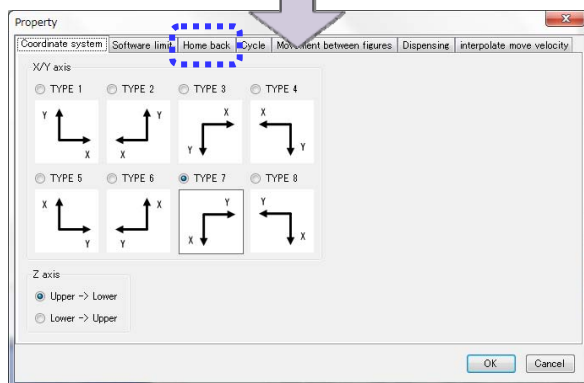 Property
Coordinate system Software limit Home back Cycle Movement between figures Dispensing interpolate move velocity
X/Y axis
TYPE 1 TYPE 2 TYPE 3 TYPE 4
Y X Y X X Y X Y
TYPE 5 TYPE 6 TYPE 7 TYPE 8
X Y X Y Y X Y X
Z axis
Upper -> Lower
Lower -> Upper
OK Cancel